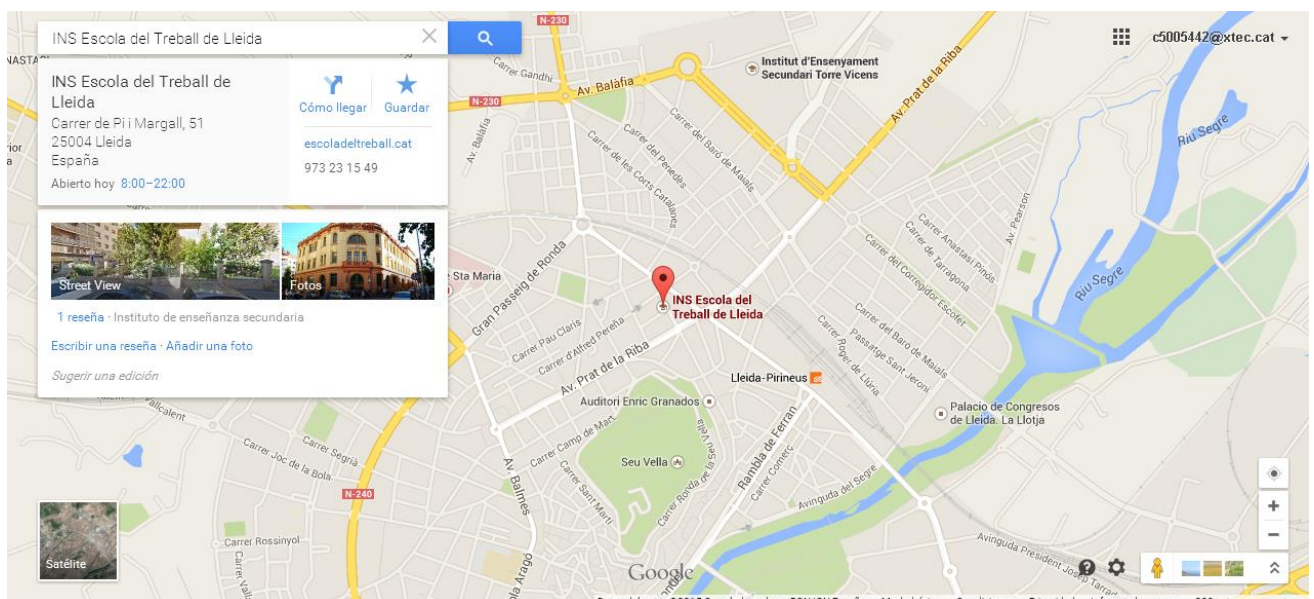 INS Escola del Treball de Lleida
c5005442@xtec.cat
INS Escola del Treball de
Lleida
Carrer de Pi i Margall, 51
25004 Lleida
España
Abierto hoy 8:00–22:00
Cómo llegar
Guardar
escoladeltreball.cat
973 23 15 49
Street View
Fotos
1 reseña · Instituto de enseñanza secundaria
Escribir una reseña · Añadir una foto
Sugerir una edición
N-230
Carrer Gandhi
N-230
Av. Balàfia
Av. Balàfia
Institut d'Ensenyament
Secundari Torre Vicens
Av. Prat de la Riba
Riu Segre
Carrer del Baró de Maials
Carrer del Penedès
Carrer de les Corts Catalanes
Av. Pearson
Carrer Anastasi Pinós
Carrer de Tarragona
Carrer del Corregidor Escofet
Riu Segre
Sta Maria
Gran Passeig de Ronda
INS Escola del
Treball de Lleida
Carrer Pau Claris
Carrer d'Alfred Pereña
Av. Prat de la Riba
Carrer Roger de Llúria
Carrer del Baró de Maials
Passatge Sant Jeroni
Lleida-Pirineus
Auditori Enric Granados
Palacio de Congresos
de Lleida. La Llotja
Vallcalent
Carrer Camp de Mart
Seu Vella
Carrer Ronda de la Seu Vella
Rambla de Ferran
Carrer Comerç
Carrer Segrià
Carrer Joc de la Bola
Av. Balmes
Carrer Sant Martí
Avinguda del Segre
N-240
Carrer Rossinyol
Satélite
Google
Avinguda President Josep Tarrad